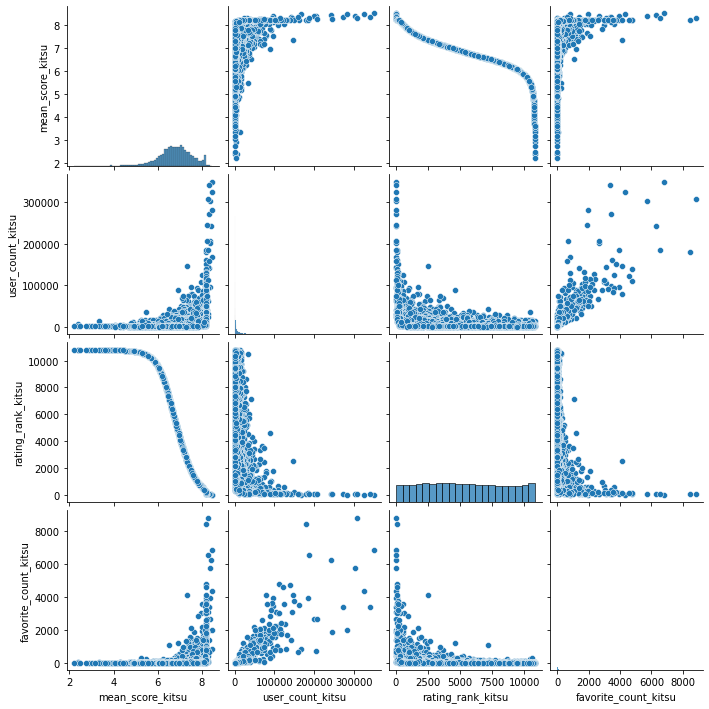 mean_score_kitsu
8
7
6
5
4
3
2
user_count_kitsu
300000
200000
100000
0
rating_rank_kitsu
10000
8000
6000
4000
2000
0
favorite_count_kitsu
8000
6000
4000
2000
0
2 4 6 8
0 100000 200000 300000
0 2500 5000 7500 10000
0 2000 4000 6000 8000
mean_score_kitsu
user_count_kitsu
rating_rank_kitsu
favorite_count_kitsu